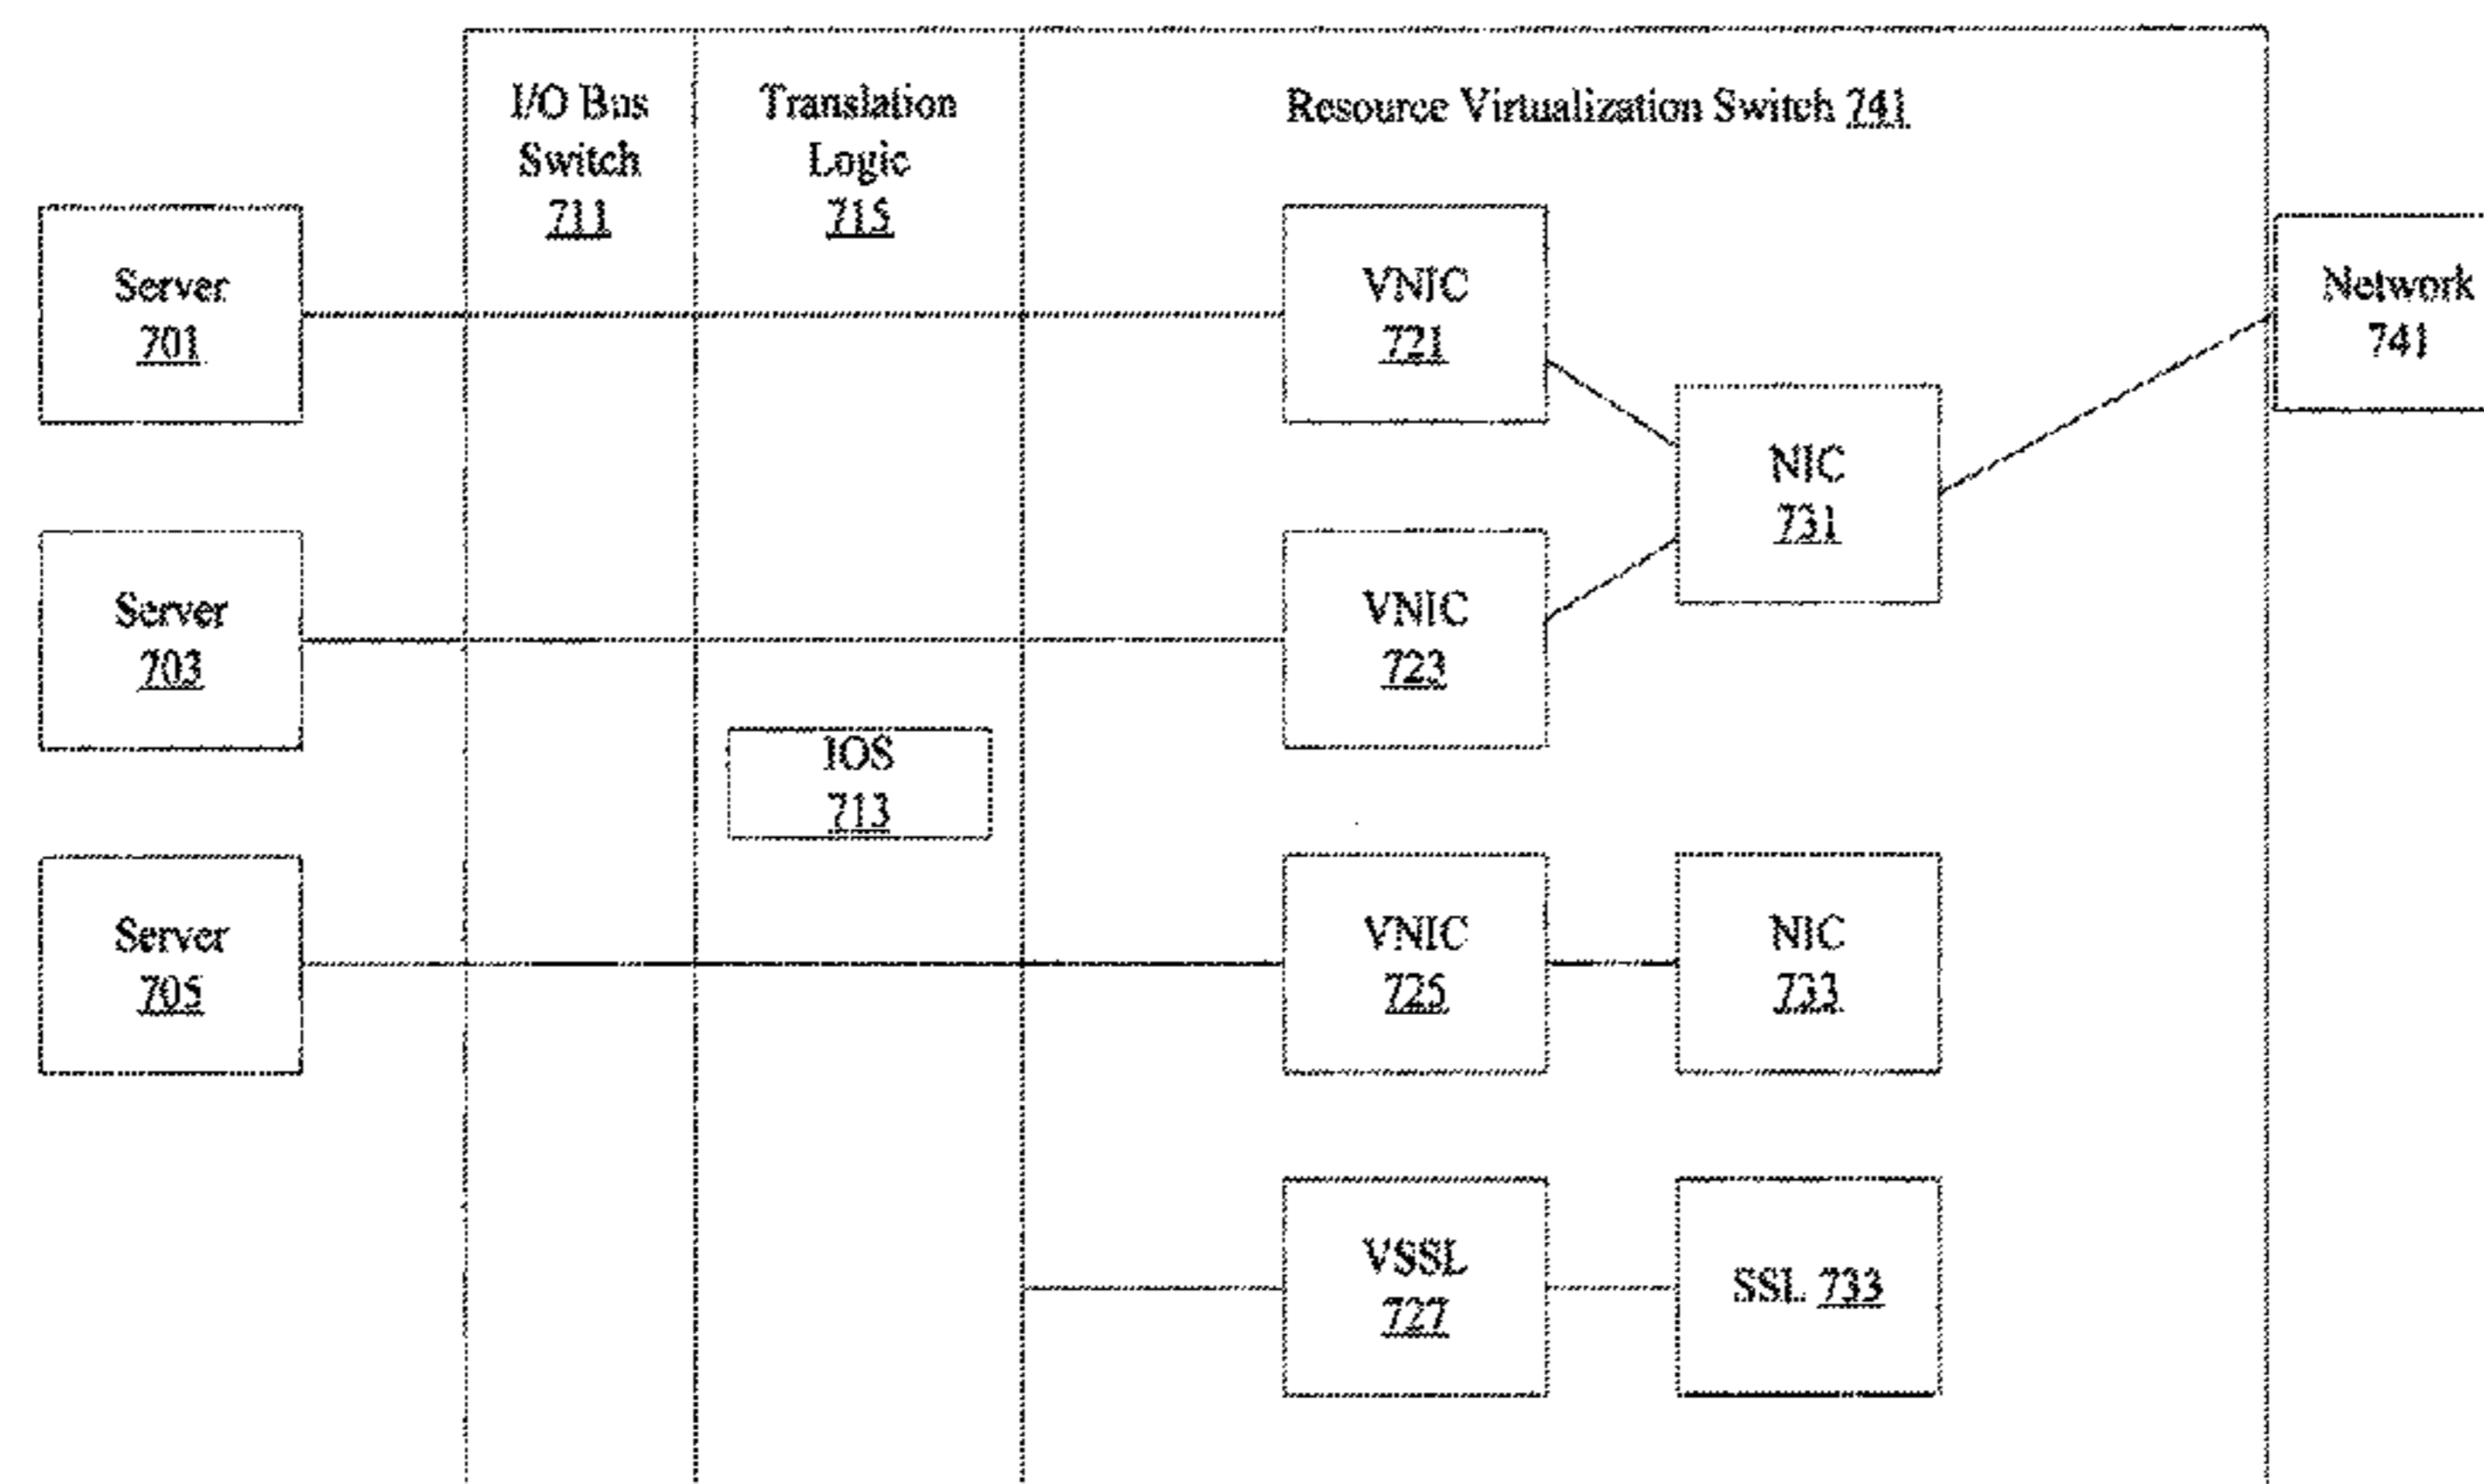 I/O Bus
Switch
711
Translation
Logic
715
Resource Virtualization Switch 741
Server
701
VNIC
721
Network
741
NIC
731
Server
703
VNIC
723
IOS
713
Server
705
VNIC
725
NIC
733
VSSL
727
SSL 733